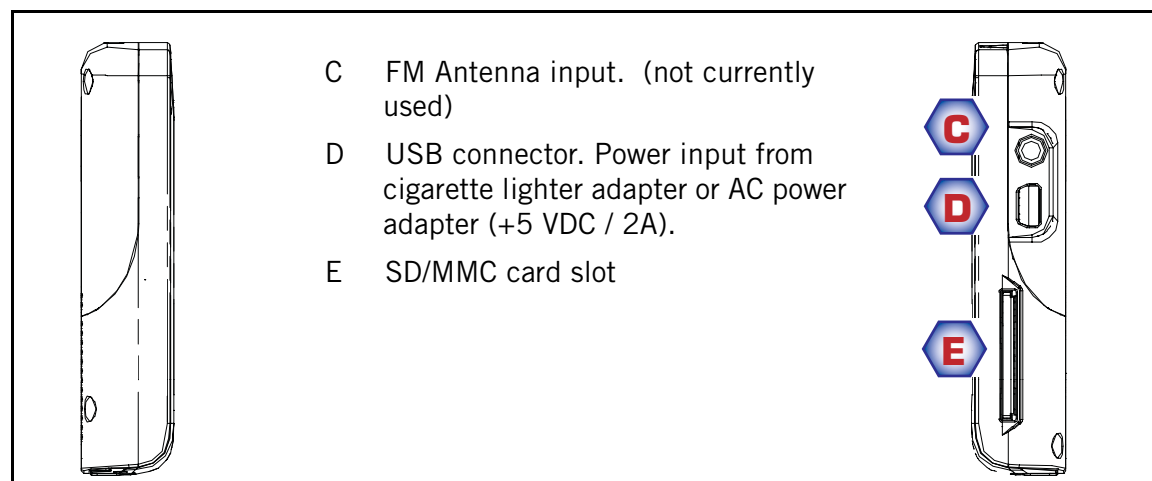 C FM Antenna input. (not currently
used)
D USB connector. Power input from
cigarette lighter adapter or AC power
adapter (+5 VDC / 2A).
E SD/MMC card slot
C
D
E